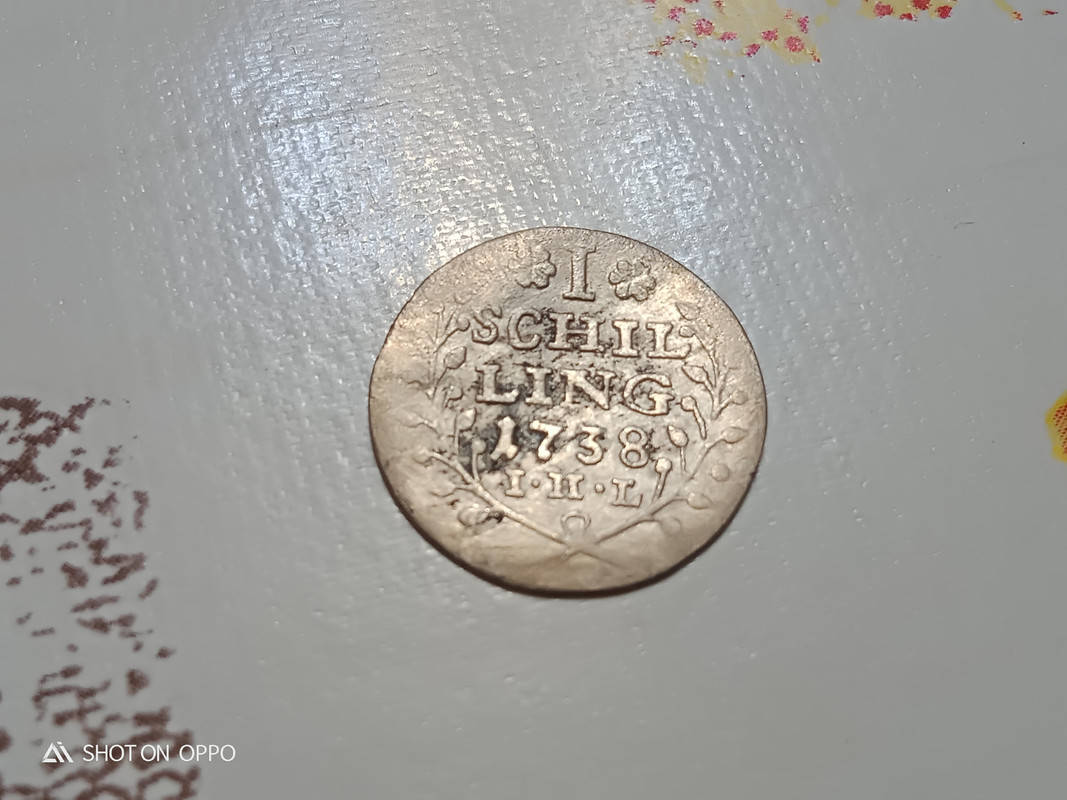 I
SCHIL
LING
1738
I·H·L
SHOT ON OPPO